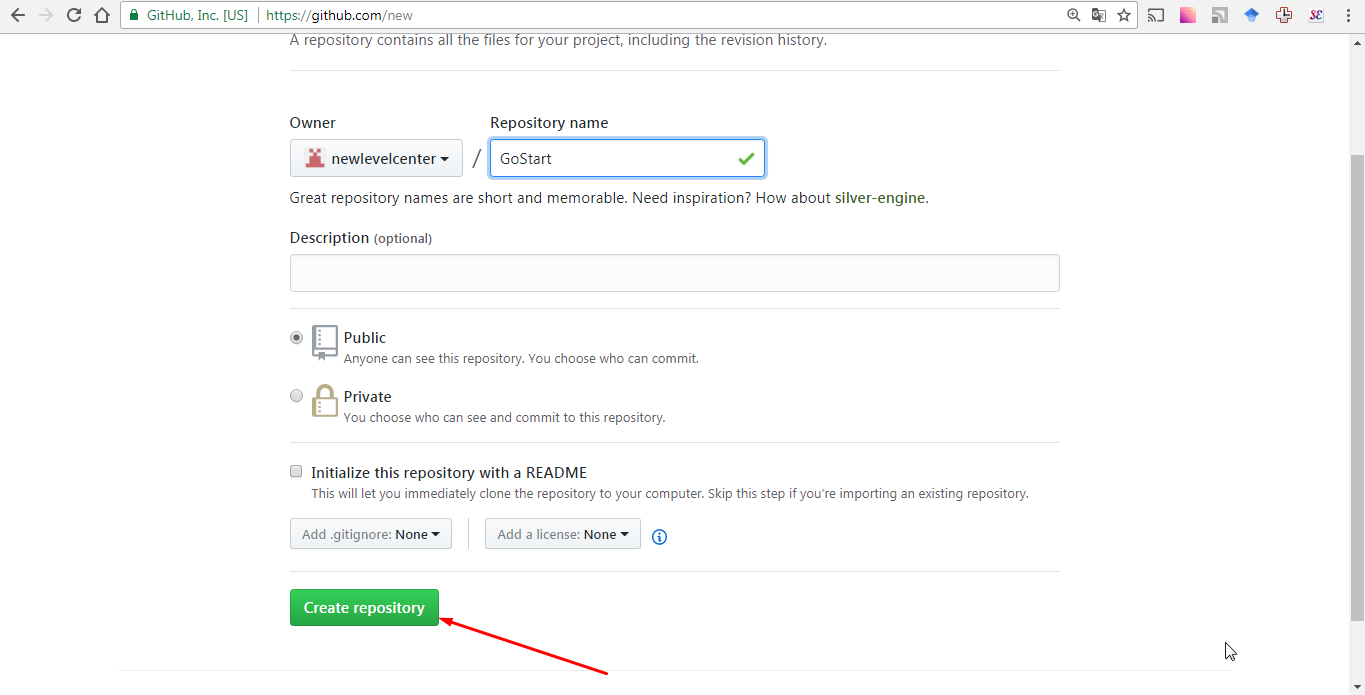 GitHub, Inc. [US] https://github.com/new
A repository contains all the files for your project, including the revision history.
Owner Repository name
newlevelcenter / GoStart
Great repository names are short and memorable. Need inspiration? How about silver-engine.
Description (optional)
Public
Anyone can see this repository. You choose who can commit.
Private
You choose who can see and commit to this repository.
Initialize this repository with a README
This will let you immediately clone the repository to your computer. Skip this step if you’re importing an existing repository.
Add .gitignore: None Add a license: None
Create repository